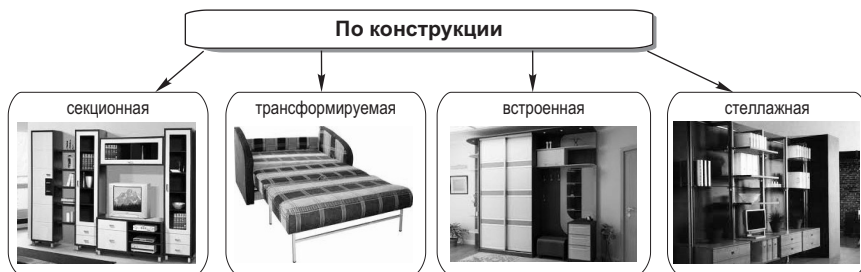 По конструкции
секционная
трансформируемая
встроенная
стеллажная